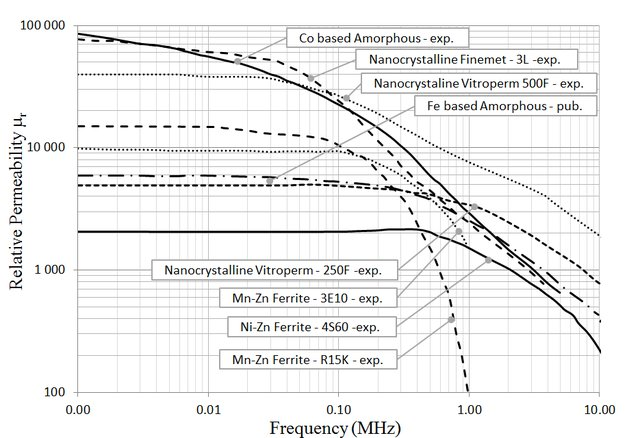 100 000
Co based Amorphous - exp.
Nanocrystalline Finemet - 3L -exp.
Nanocrystaline Vitroperm 500F - exp.
Fe based Amorphous - pub.
10 000
Relative Permeability μr
1 000
Nanocrystalline Vitroperm - 250F -exp.
Mn-Zn Ferrite - 3E10 - exp.
Ni-Zn Ferrite - 4S60 -exp.
Mn-Zn Ferrite - R15K - exp.
100
0.00 0.01 0.10 1.00 10.00
Frequency (MHz)